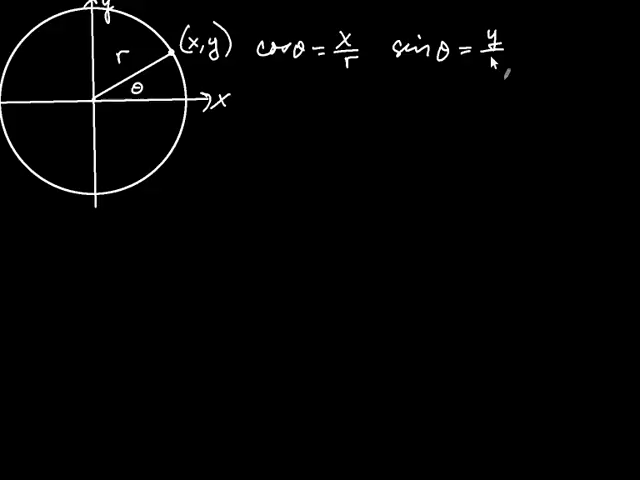 y
(x,y) cosθ = x/r sinθ = y/
r
θ
x